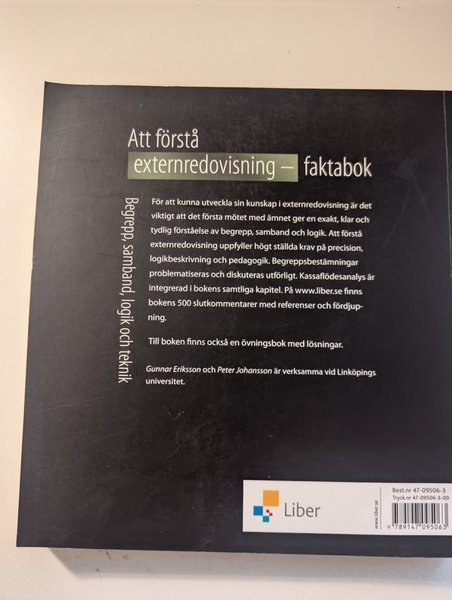 Att förstå
externredovisning – faktabok
Begrepp, samband, logik och teknik
För att kunna utveckla sin kunskap i externredovisning är det
viktigt att det första mötet med ämnet ger en exakt, klar och
tydlig förståelse av begrepp, samband och logik. Att förstå
externredovisning uppfyller högt ställda krav på precision,
logikbeskrivning och pedagogik. Begreppsbestämningar
problematiseras och diskuteras utförligt. Kassaflödesanalys är
integrerad i bokens samtliga kapitel. På www.liber.se finns
bokens 500 slutkommentarer med referenser och fördjup-
ning.
Till boken finns också en övningsbok med lösningar.
Gunnar Eriksson och Peter Johansson är verksamma vid Linköpings
universitet.
Liber
www.liber.se
Best.nr 47-09506-3
Tryck.nr 47-09506-3-00
9 789147 095063